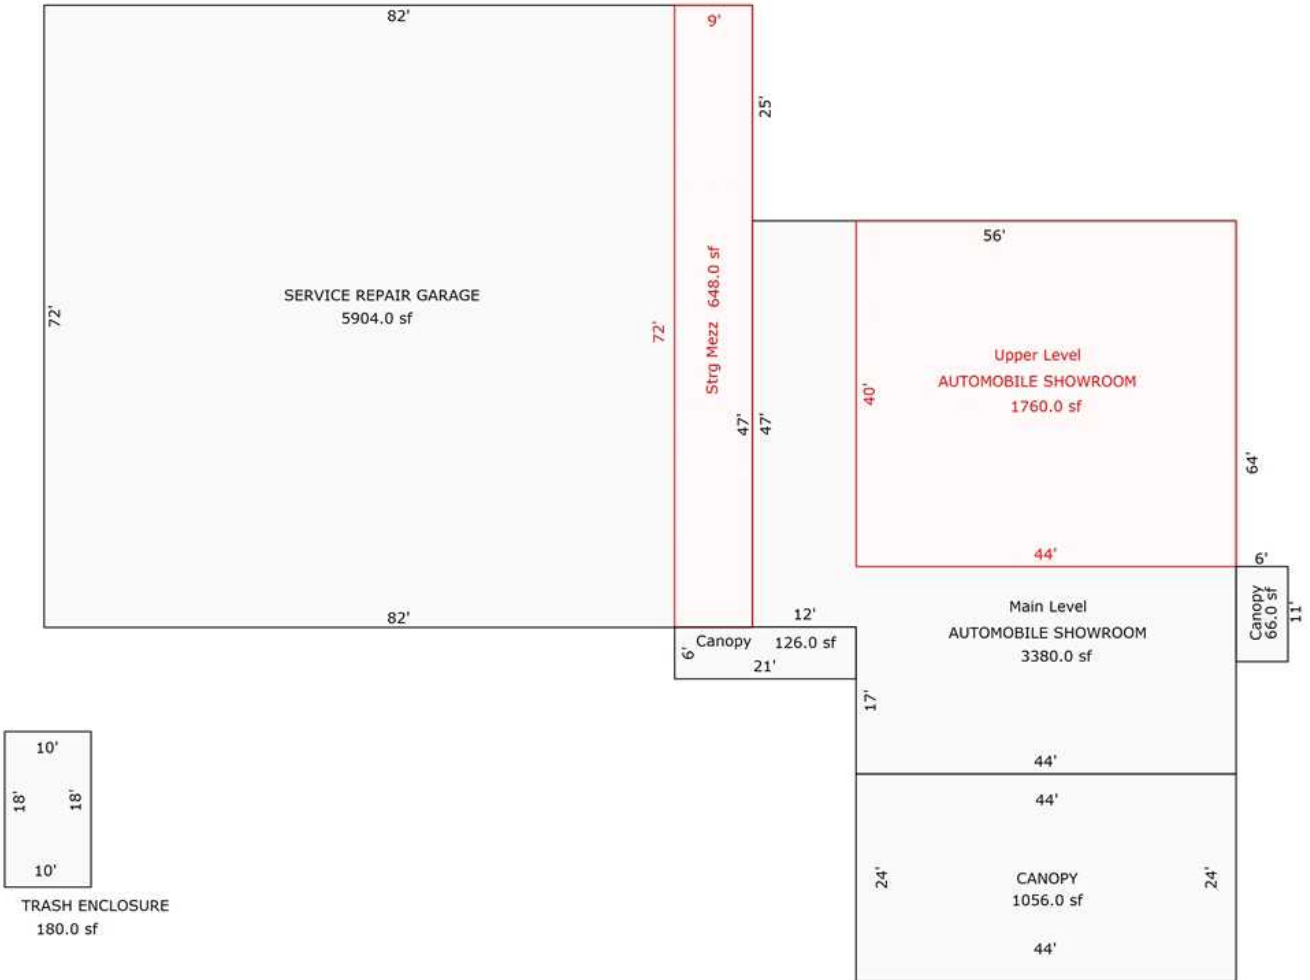 82'
9'
25'
56'
SERVICE REPAIR GARAGE
5904.0 sf
72'
72'
Strg Mezz 648.0 sf
47'
47'
40'
Upper Level
AUTOMOBILE SHOWROOM
1760.0 sf
64'
44'
6'
Canopy
66.0 sf
11'
82'
12'
Canopy 126.0 sf
6'
21'
Main Level
AUTOMOBILE SHOWROOM
3380.0 sf
17'
44'
44'
24'
24'
CANOPY
1056.0 sf
44'
10'
18'
18'
10'
TRASH ENCLOSURE
180.0 sf